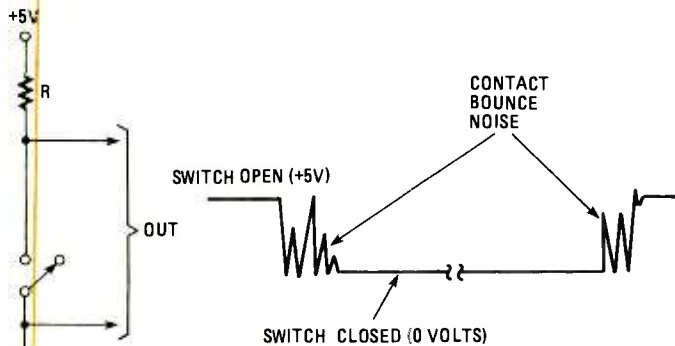 +5V
R
OUT
SWITCH OPEN (+5V)
CONTACT
BOUNCE
NOISE
SWITCH CLOSED (0 VOLTS)